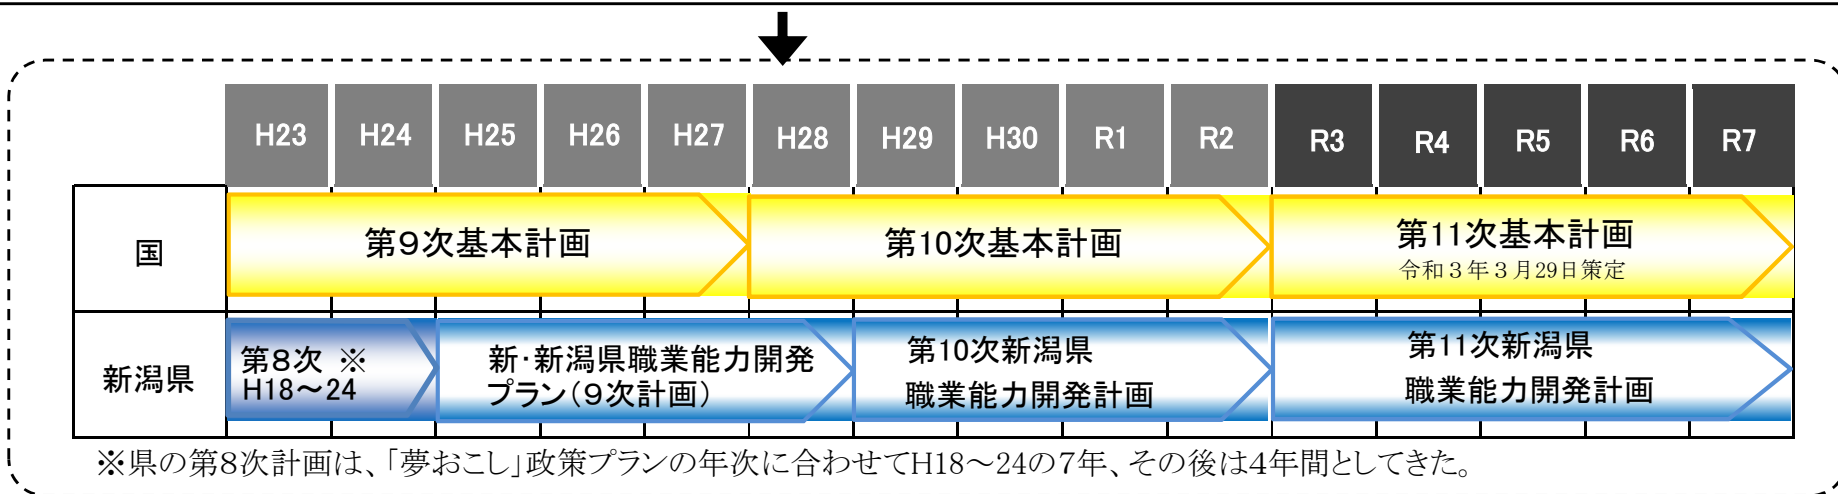 H23 H24 H25 H26 H27 H28 H29 H30 R1 R2 R3 R4 R5 R6 R7
国
第９次基本計画
第10次基本計画
第11次基本計画
令和３年３月29日策定
新潟県
第８次 ※
H18～24
新・新潟県職業能力開発
プラン（９次計画）
第10次新潟県
職業能力開発計画
第11次新潟県
職業能力開発計画
※県の第８次計画は、「夢おこし」政策プランの年次に合わせてH18～24の７年、その後は４年間としてきた。